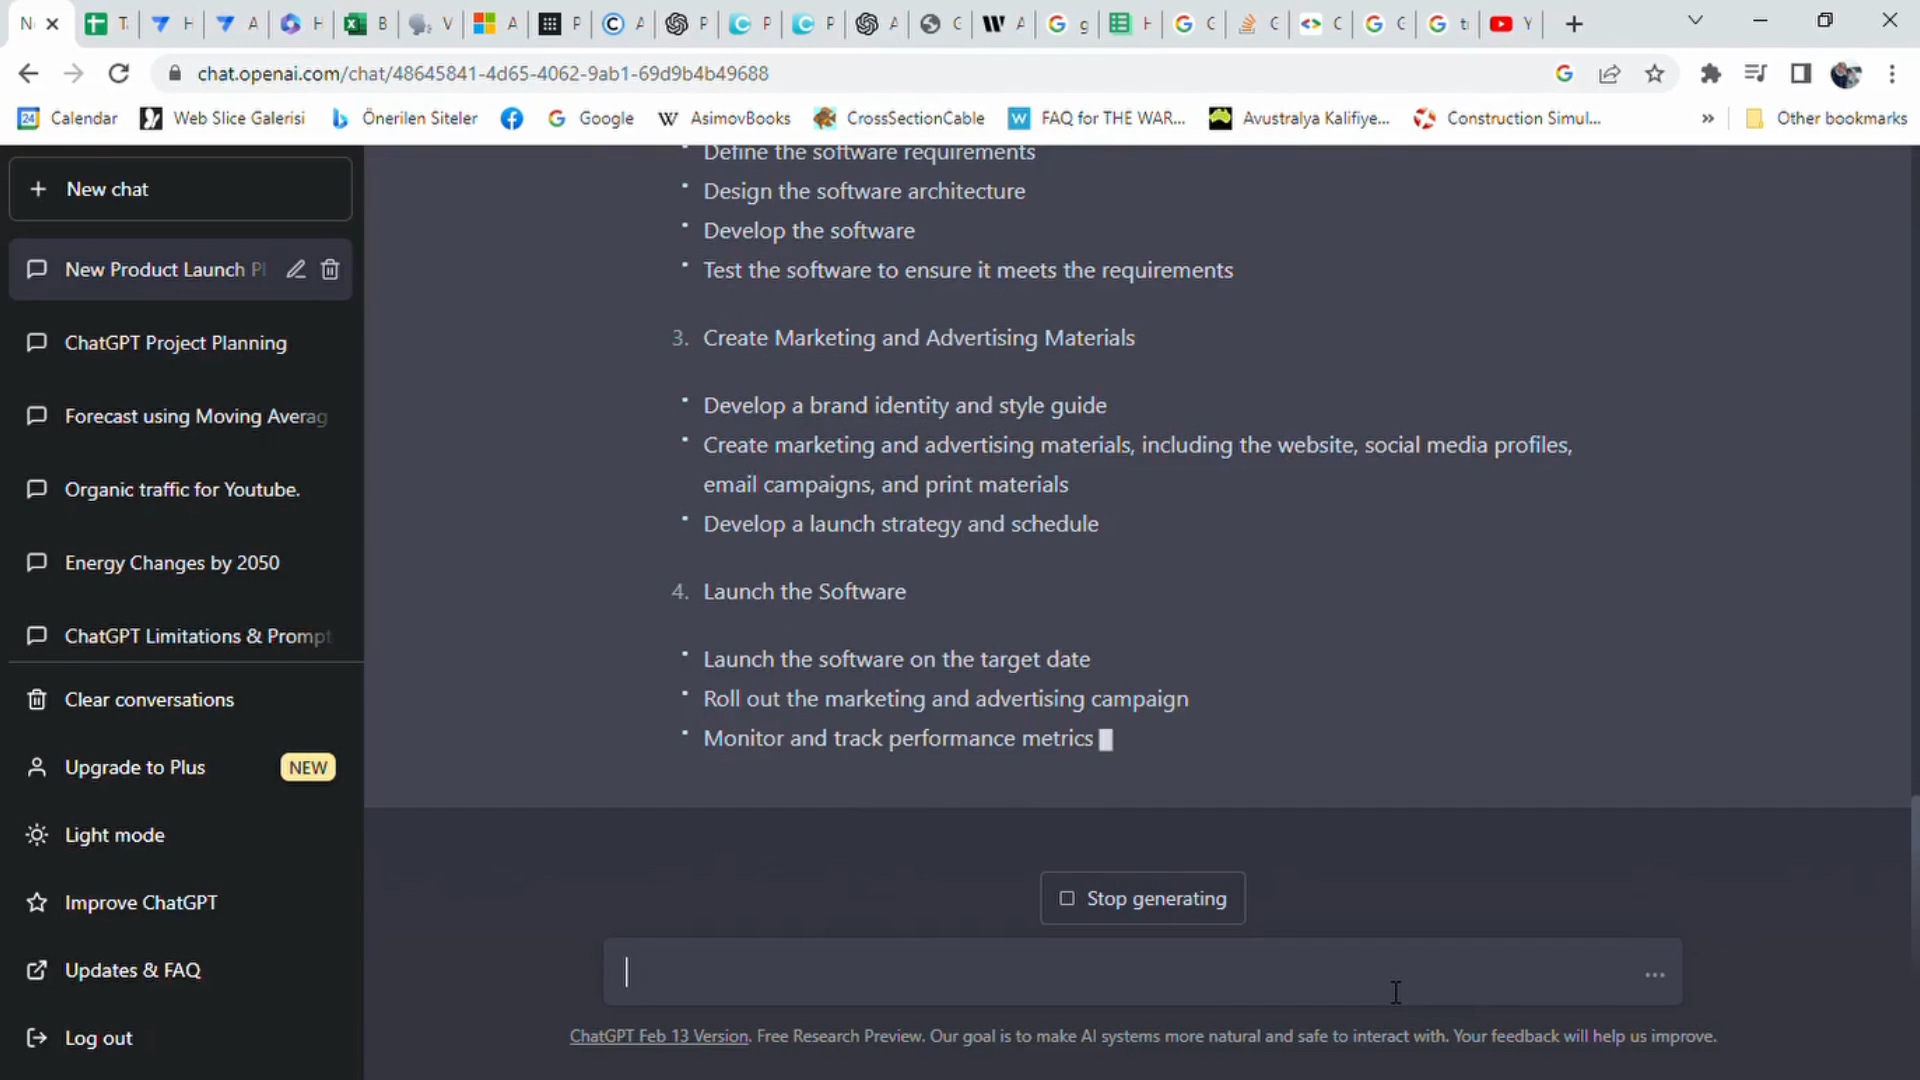 N
T
H
A
H
B
V
A
P
A
P
P
P
A
C
A
g
H
C
C
C
C
t
Y
chat.openai.com/chat/48645841-4d65-4062-9ab1-69d9b4b49688
Calendar
Web Slice Galerisi
Önerilen Siteler
Google
AsimovBooks
CrossSectionCable
FAQ for THE WAR...
Avustralya Kalifiye...
Construction Simul...
»
Other bookmarks
New chat
New Product Launch Pl
ChatGPT Project Planning
Forecast using Moving Averag
Organic traffic for Youtube.
Energy Changes by 2050
ChatGPT Limitations & Prompt
Clear conversations
Upgrade to Plus NEW
Light mode
Improve ChatGPT
Updates & FAQ
Log out
Define the software requirements
Design the software architecture
Develop the software
Test the software to ensure it meets the requirements
3. Create Marketing and Advertising Materials
Develop a brand identity and style guide
Create marketing and advertising materials, including the website, social media profiles,
email campaigns, and print materials
Develop a launch strategy and schedule
4. Launch the Software
Launch the software on the target date
Roll out the marketing and advertising campaign
Monitor and track performance metrics
Stop generating
ChatGPT Feb 13 Version. Free Research Preview. Our goal is to make AI systems more natural and safe to interact with. Your feedback will help us improve.